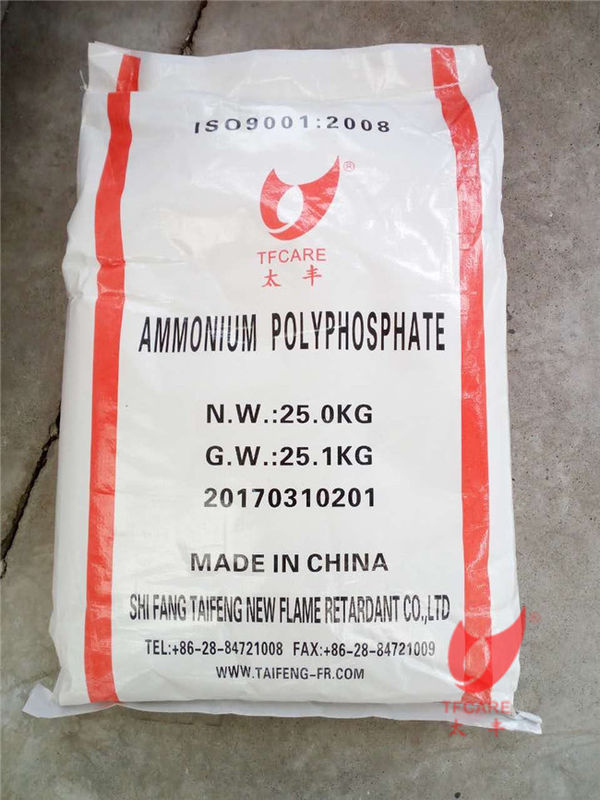 ISO9001:2008
®
TFCARE
太丰
AMMONIUM POLYPHOSPHATE
N.W.:25.0KG
G.W.:25.1KG
20170310201
MADE IN CHINA
SHI FANG TAIFENG NEW FLAME RETARDANT CO.,LTD
TEL:+86-28-84721008 FAX:+86-28-84721009
WWW.TAIFENG-FR.COM
®
TFCARE
太丰